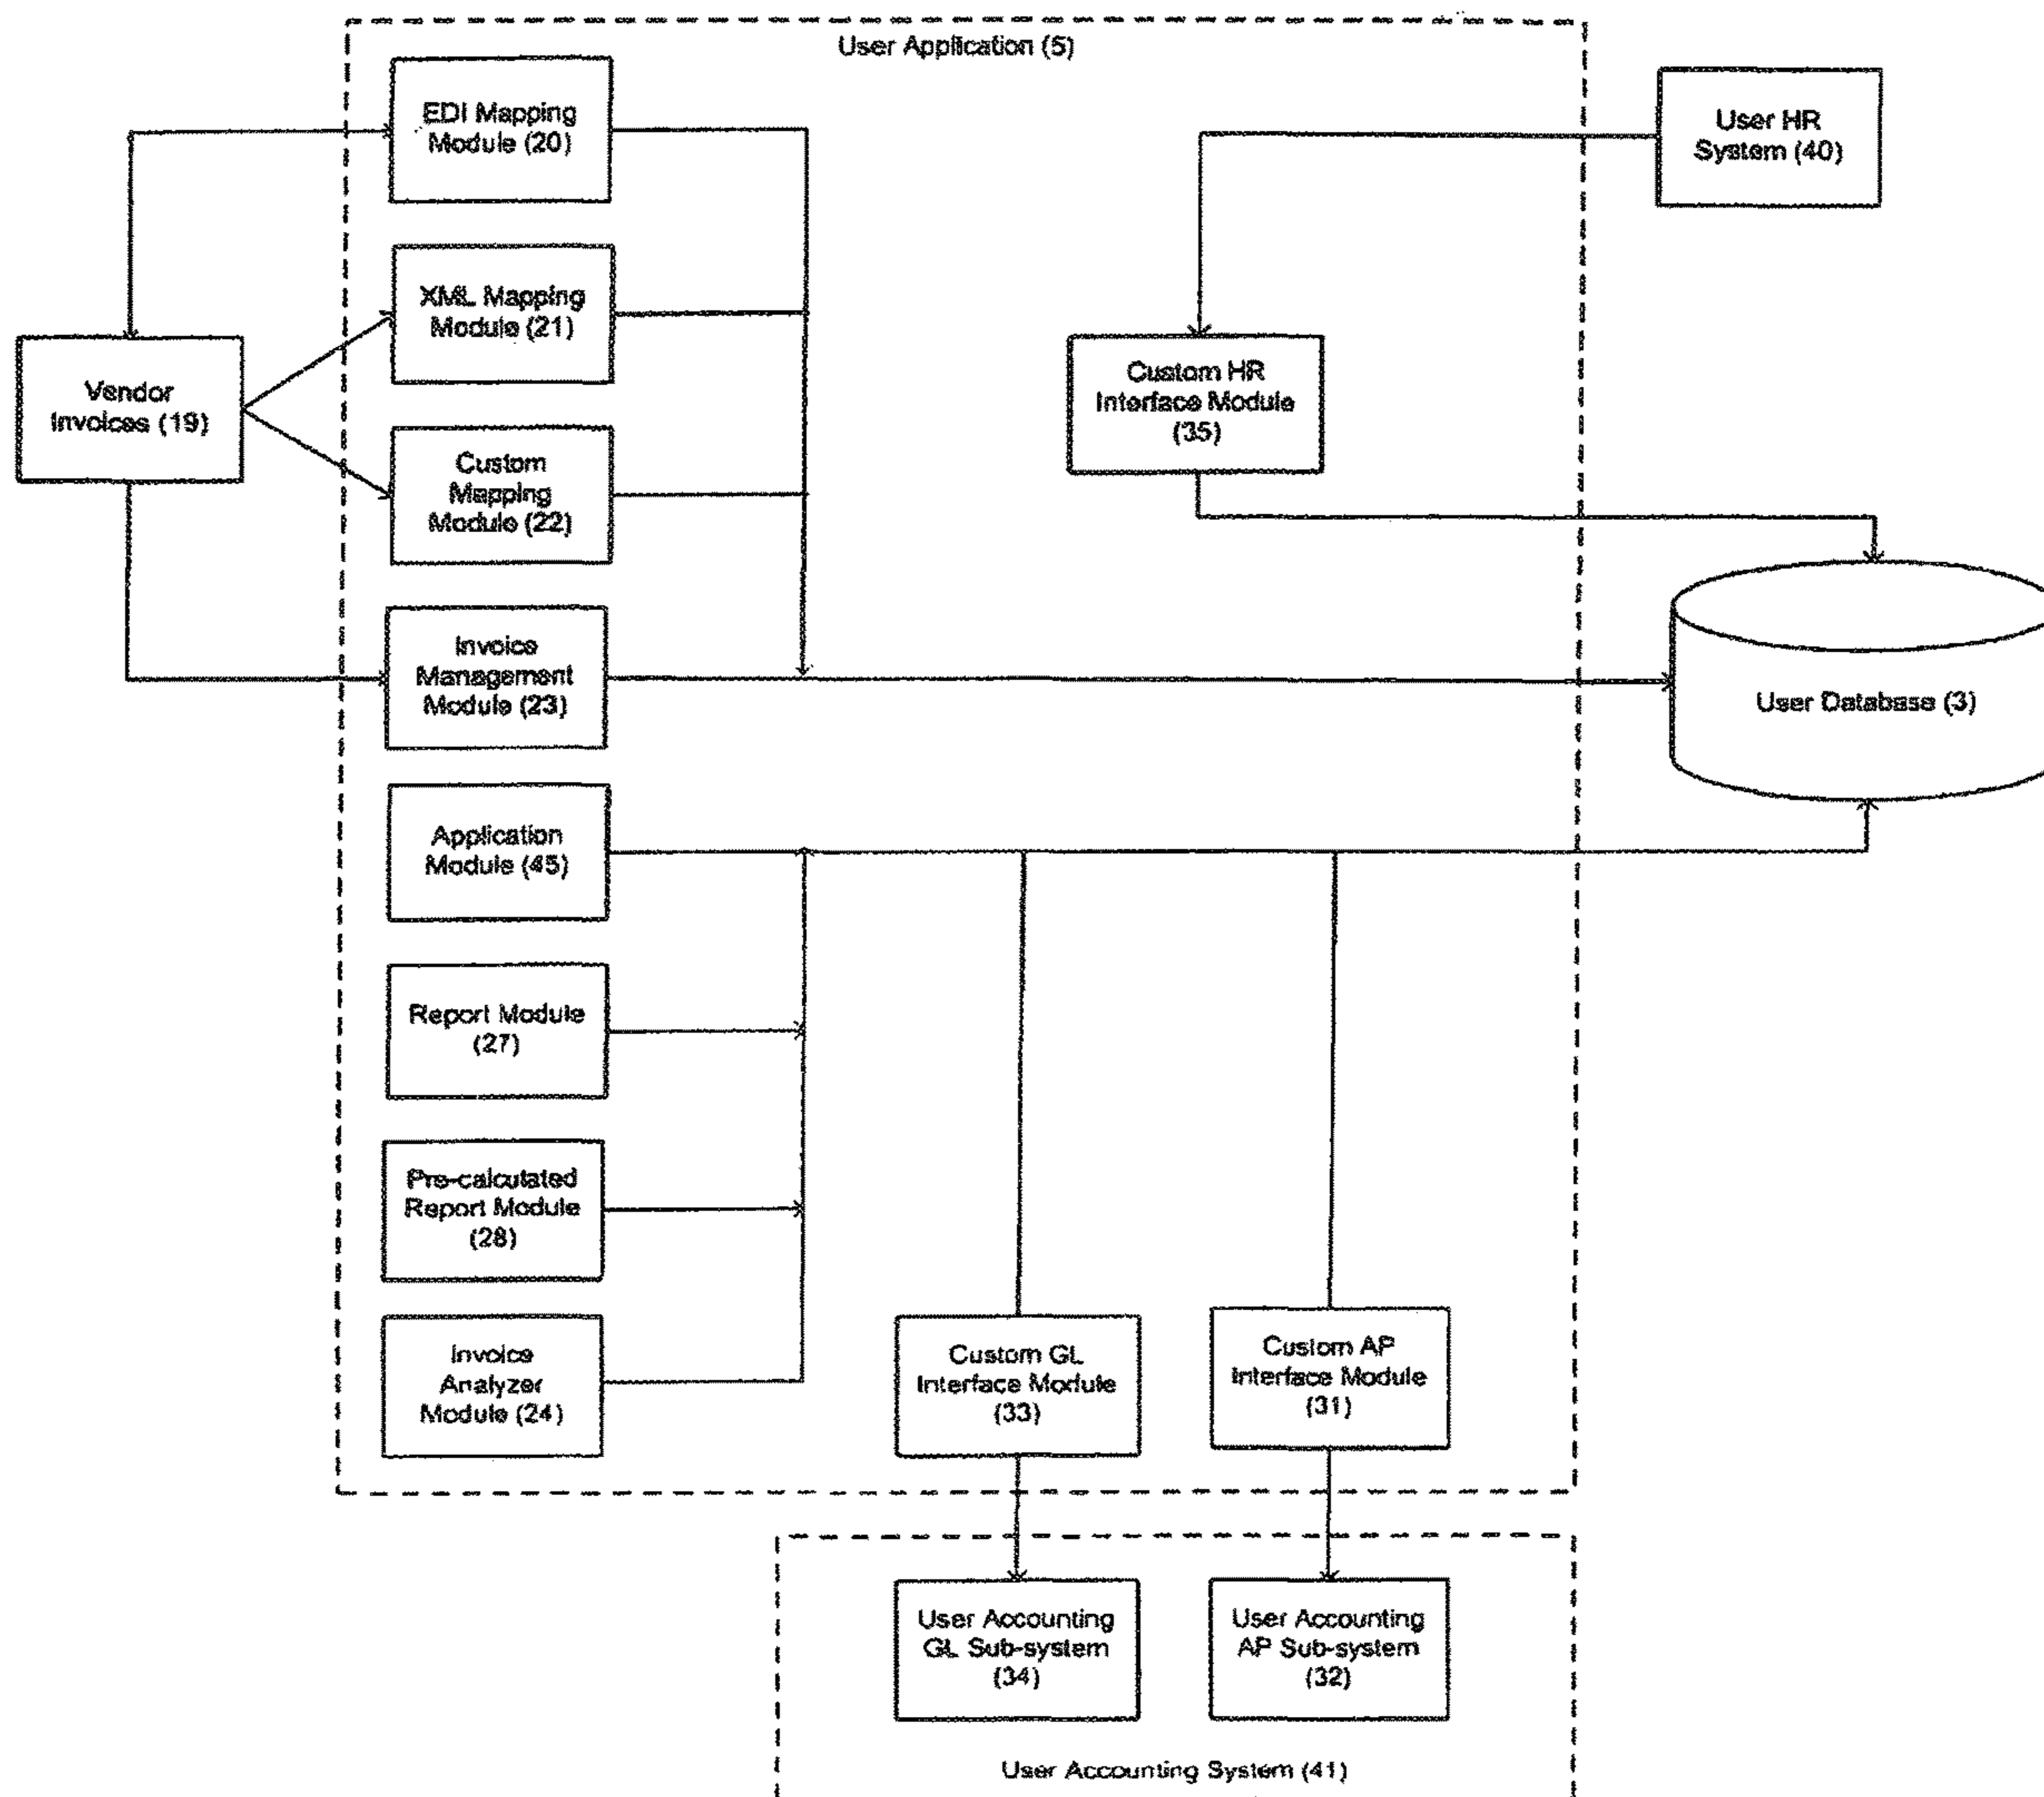 User Application (5)
EDI Mapping
Module (20)
User HR
System (40)
XML Mapping
Module (21)
Vendor
Invoices (19)
Custom HR
Interface Module
(35)
Custom
Mapping
Module (22)
Invoice
Management
Module (23)
User Database (3)
Application
Module (45)
Report Module
(27)
Pre-calculated
Report Module
(28)
Invoice
Analyzer
Module (24)
Custom GL
Interface Module
(33)
Custom AP
Interface Module
(31)
User Accounting
GL Sub-system
(34)
User Accounting
AP Sub-system
(32)
User Accounting System (41)